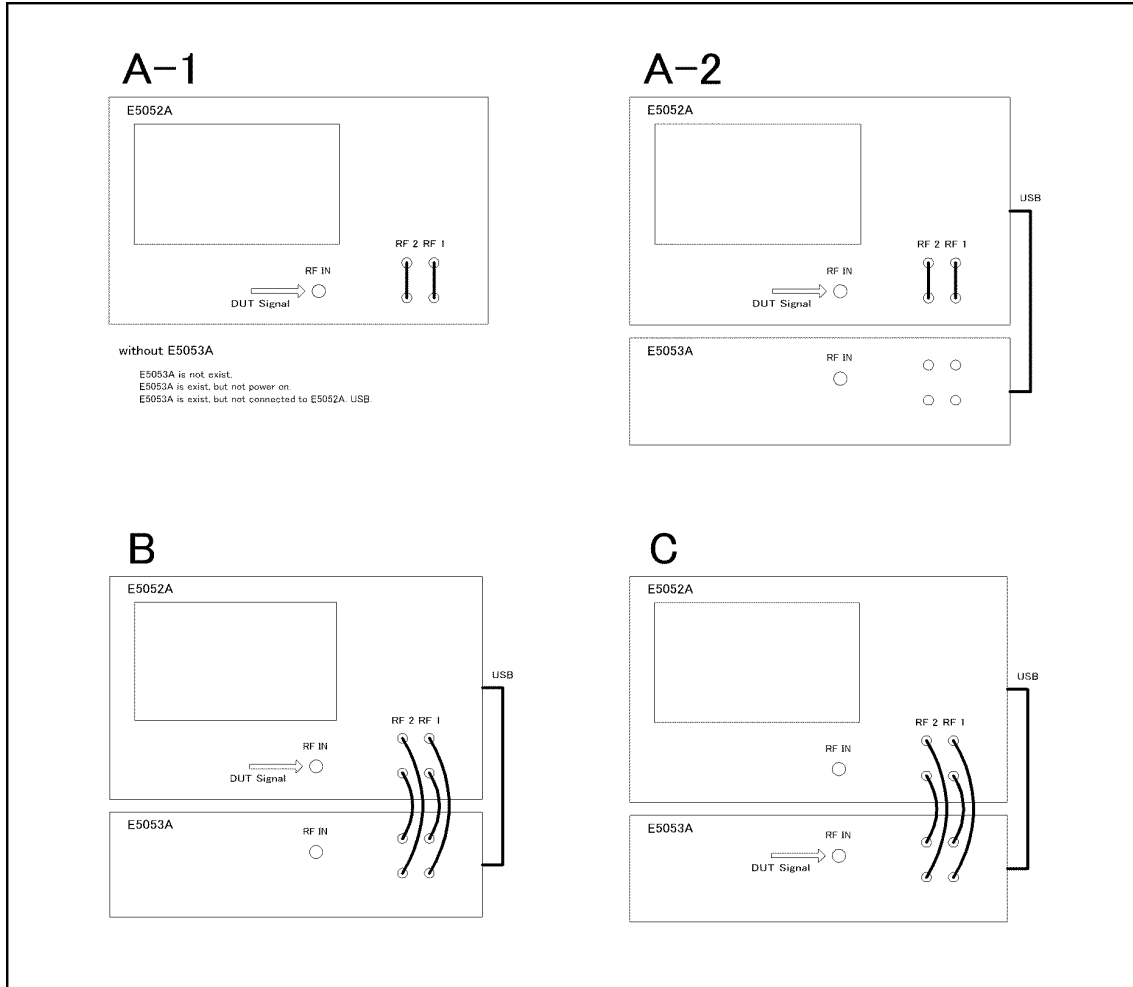 A-1
E5052A
RF 2 RF 1
RF IN
DUT Signal
without E5053A
E5053A is not exist.
E5053A is exist, but not power on.
E5053A is exist, but not connected to E5052A. USB.
A-2
E5052A
USB
RF 2 RF 1
RF IN
DUT Signal
E5053A
RF IN
B
E5052A
USB
RF 2 RF 1
RF IN
DUT Signal
E5053A
RF IN
C
E5052A
USB
RF 2 RF 1
RF IN
E5053A
RF IN
DUT Signal